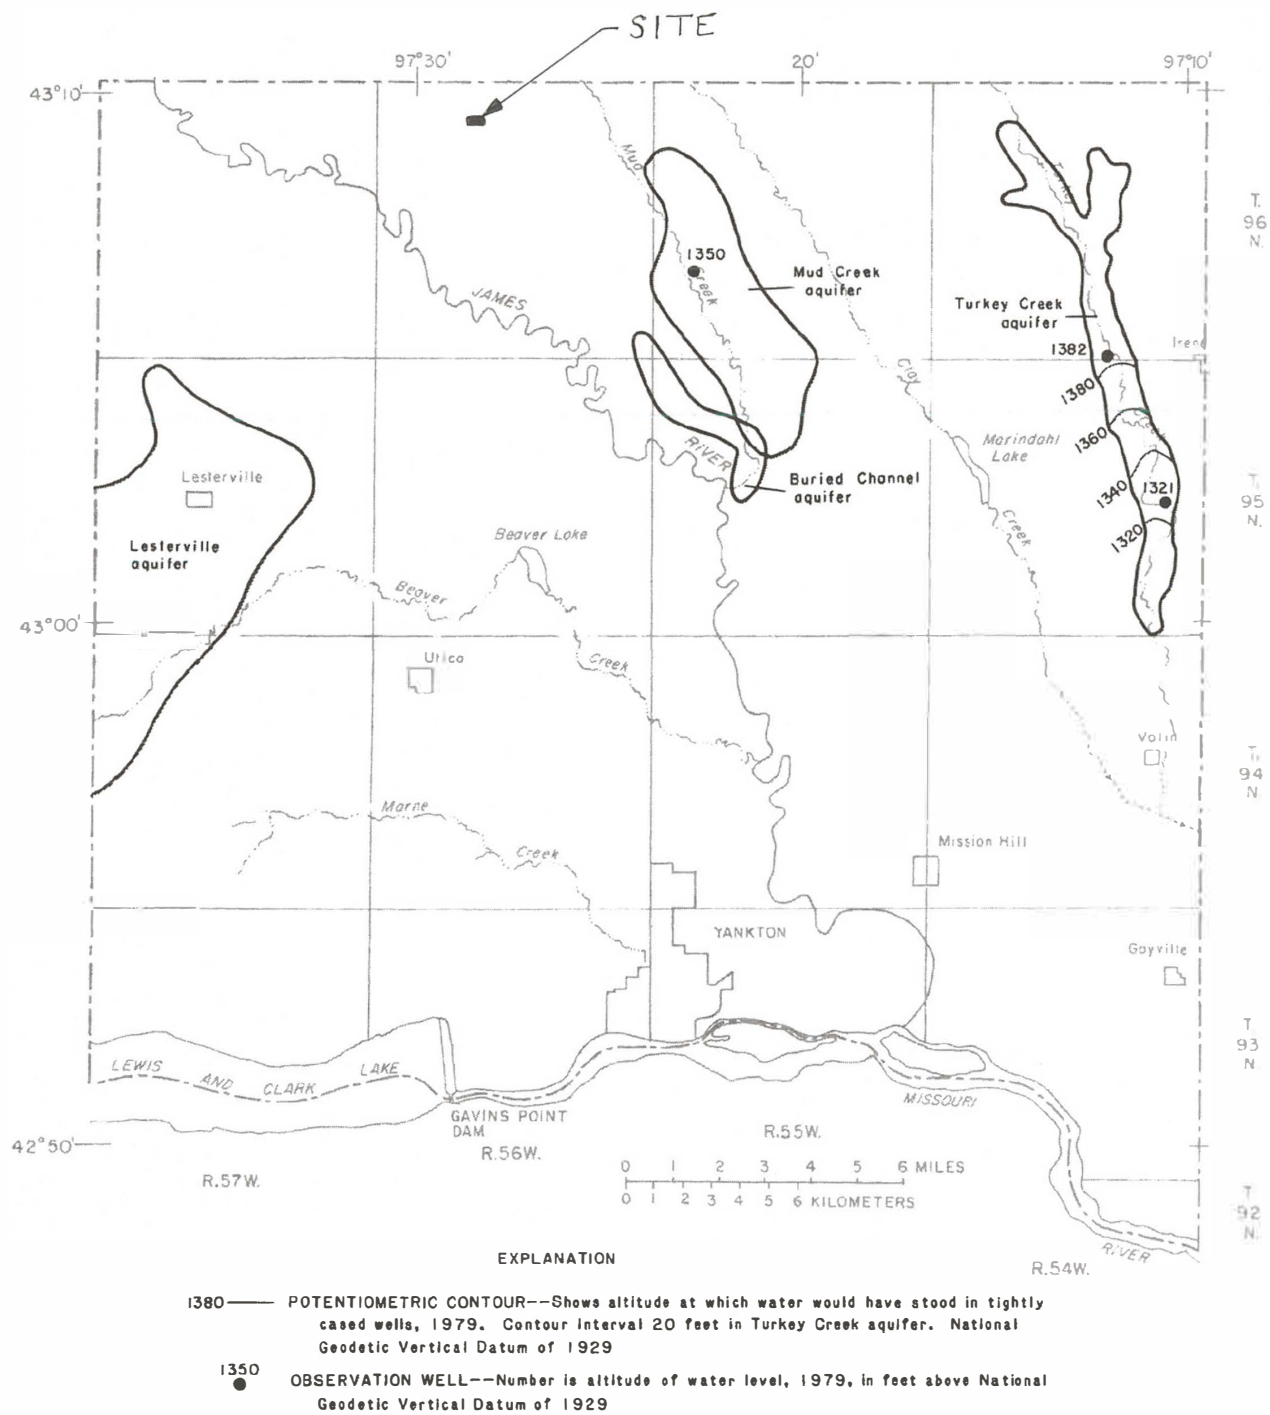 SITE
97°30'
20'
97°10'
43°10'
T.
96
N.
Mud
Creek
1350
Mud Creek
aquifer
Turkey
Turkey Creek
aquifer
JAMES
RIVER
1382
1380
1360
1340
1321
1320
Clay
Creek
Marindahl
Lake
Lesterville
Buried Channel
aquifer
T.
95
N.
Lesterville
aquifer
Beaver Lake
Beaver
Creek
43°00'
Utica
Volin
T.
94
N
Marne
Creek
Mission Hill
YANKTON
Gayville
T
93
N.
LEWIS AND CLARK LAKE
GAVINS POINT
DAM
MISSOURI
RIVER
42°50'
R.57W.
R.56W.
R.55W.
R.54W.
0 1 2 3 4 5 6 MILES
0 1 2 3 4 5 6 KILOMETERS
T
92
N.
EXPLANATION
1380 POTENTIOMETRIC CONTOUR--Shows altitude at which water would have stood in tightly
cased wells, 1979. Contour interval 20 feet in Turkey Creek aquifer. National
Geodetic Vertical Datum of 1929
1350
OBSERVATION WELL--Number is altitude of water level, 1979, in feet above National
Geodetic Vertical Datum of 1929